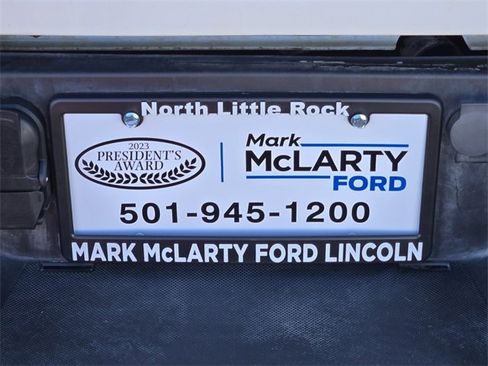 North Little Rock
2023
PRESIDENT'S
AWARD
Mark
McLARTY
FORD
501-945-1200
MARK McLARTY FORD LINCOLN